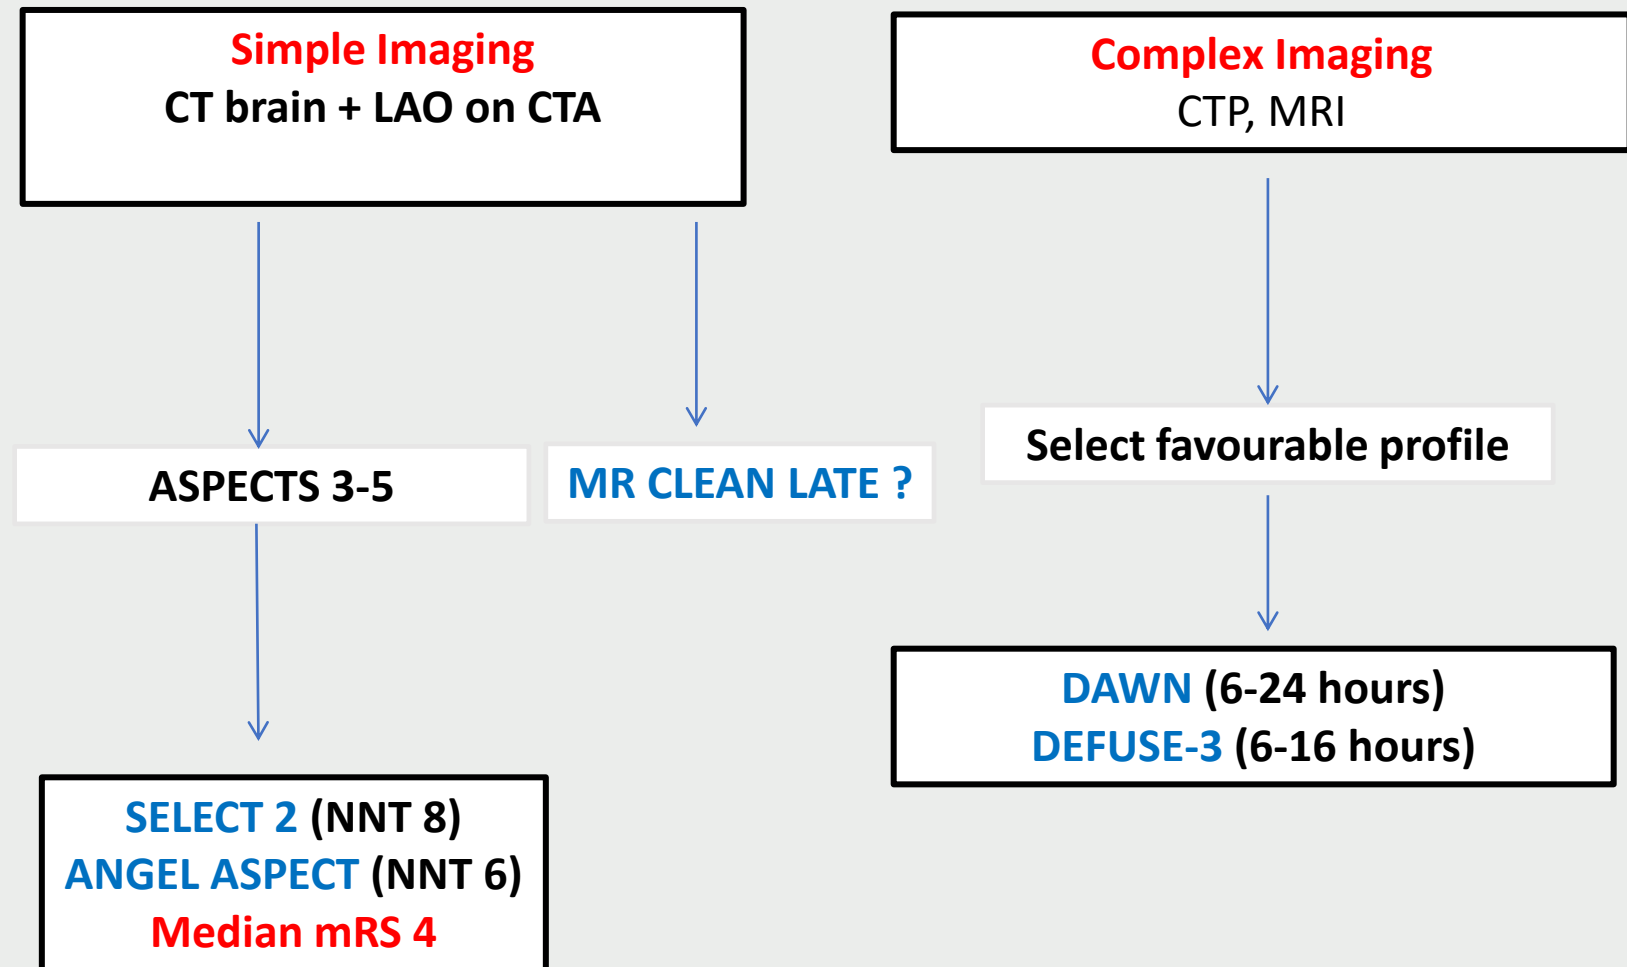 Simple Imaging
CT brain + LAO on CTA
Complex Imaging
CTP, MRI
ASPECTS 3-5
MR CLEAN LATE ?
Select favourable profile
SELECT 2 (NNT 8)
ANGEL ASPECT (NNT 6)
Median mRS 4
DAWN (6-24 hours)
DEFUSE-3 (6-16 hours)